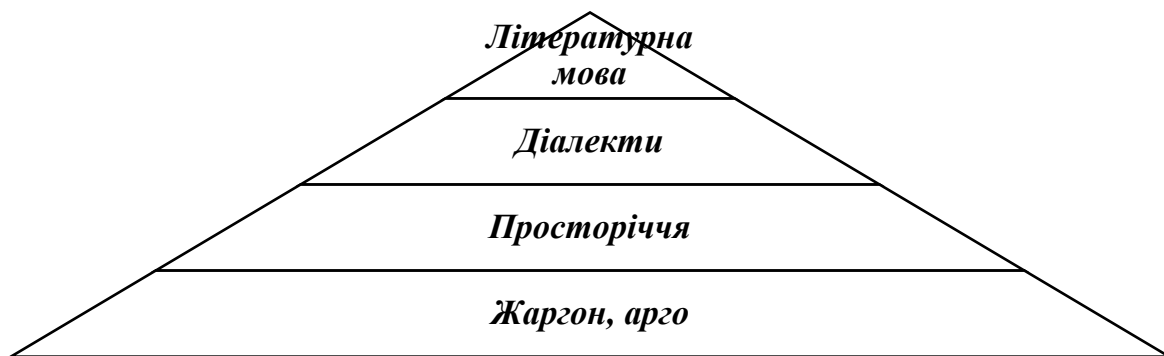 Літературна
мова
Діалекти
Просторіччя
Жаргон, арго